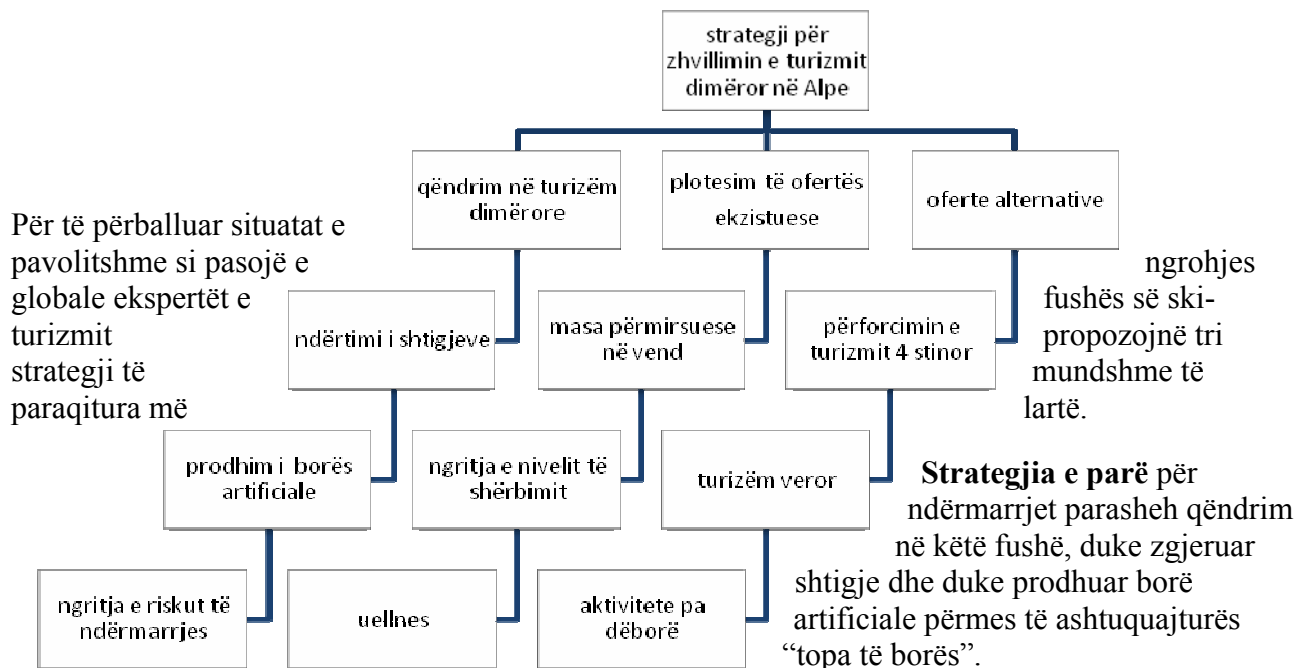 strategji për
zhvillimin e turizmit
dimëror në Alpe
qëndrim në turizëm
dimërore
plotesim të ofertës
ekzistuese
oferte alternative
Për të përballuar situatat e
pavolitshme si pasojë e
ngrohjes
globale ekspertët e
fushës së ski-
turizmit
propozojnë tri
strategji të
mundshme të
paraqitura më
lartë.
ndërtimi i shtigjeve
masa përmirsuese
në vend
përforcimin e
turizmit 4 stinor
prodhim i borës
artificiale
ngritja e nivelit të
shërbimit
turizëm veror
Strategjia e parë për
ndërmarrjet parasheh qëndrim
në këtë fushë, duke zgjeruar
shtigje dhe duke prodhuar borë
artificiale përmes të ashtuquajturës
“topa të borës”.
ngritja e riskut të
ndërmarrjes
uellnes
aktivitete pa
dëborë